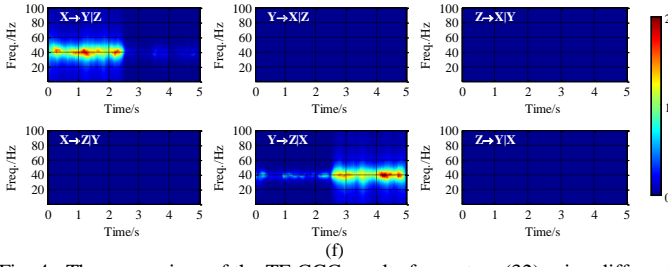 X→Y|Z Y→X|Z Z→X|Y
Freq./Hz 100 80 60 40 20 Freq./Hz 100 80 60 40 20 Freq./Hz 100 80 60 40 20 2
0 1 2 3 4 5 0 1 2 3 4 5 0 1 2 3 4 5
Time/s Time/s Time/s 1
X→Z|Y Y→Z|X Z→Y|X
Freq./Hz 100 80 60 40 20 Freq./Hz 100 80 60 40 20 Freq./Hz 100 80 60 40 20 0
0 1 2 3 4 5 0 1 2 3 4 5 0 1 2 3 4 5
Time/s Time/s Time/s
(f)